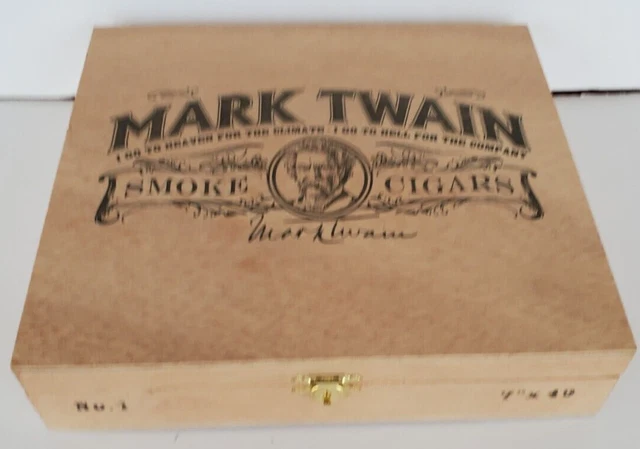 MARK TWAIN
I GO TO HEAVEN FOR THE CLIMATE. I GO TO HELL FOR THE COMPANY
SMOKE CIGARS
Mark Twain
No. 1 7" x 49